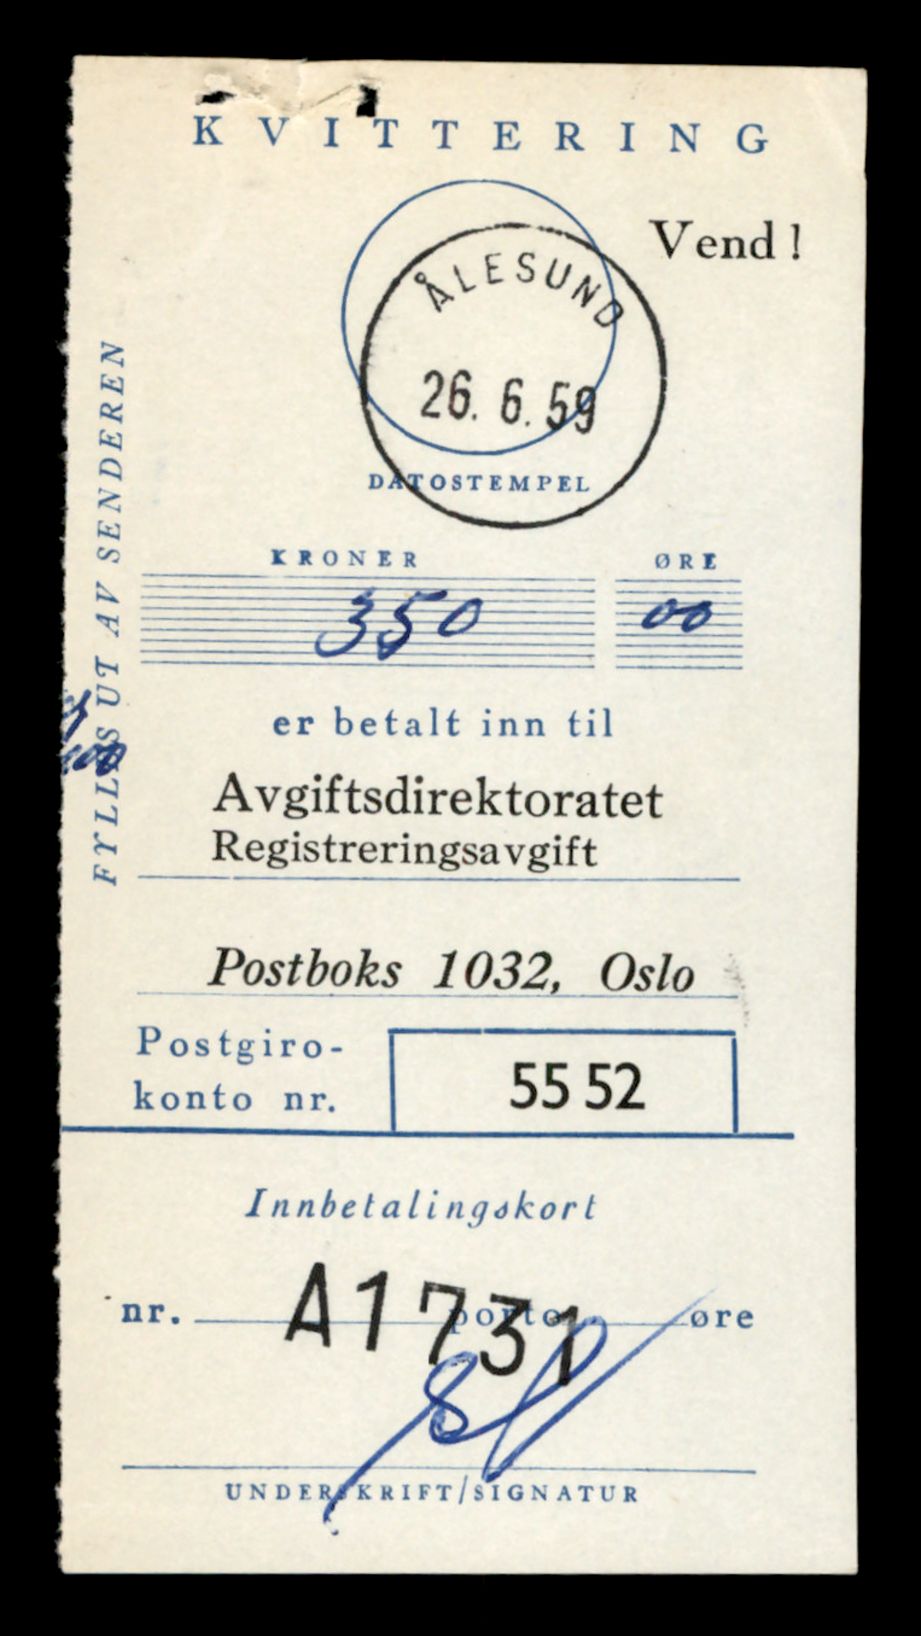 KVITTERING
Vend!
ÅLESUND
26. 6. 59
DATOSTEMPEL
KRONER ØRE
350 00
FYLLES UT AV SENDEREN
er betalt inn til
Avgiftsdirektoratet
Registreringsavgift
Postboks 1032, Oslo
Postgiro-
konto nr.
55 52
Innbetalingskort
nr. A1731 porto øre
UNDERSKRIFT/SIGNATUR